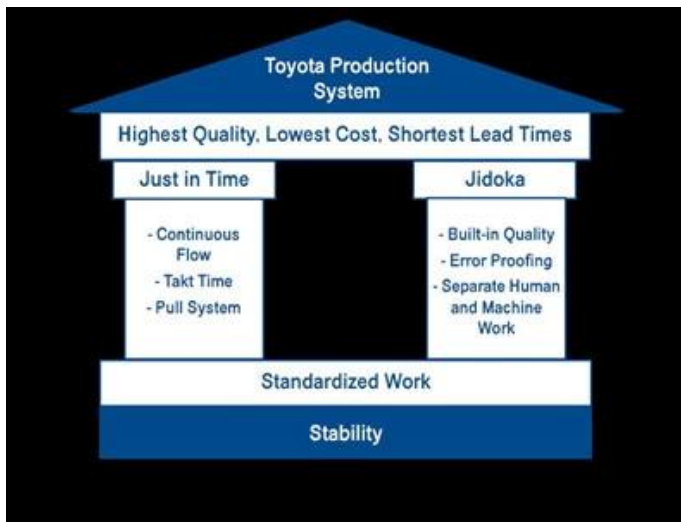 Toyota Production
System
Highest Quality, Lowest Cost, Shortest Lead Times
Just in Time
- Continuous
Flow
- Takt Time
- Pull System
Jidoka
- Built-in Quality
- Error Proofing
- Separate Human
and Machine
Work
Standardized Work
Stability